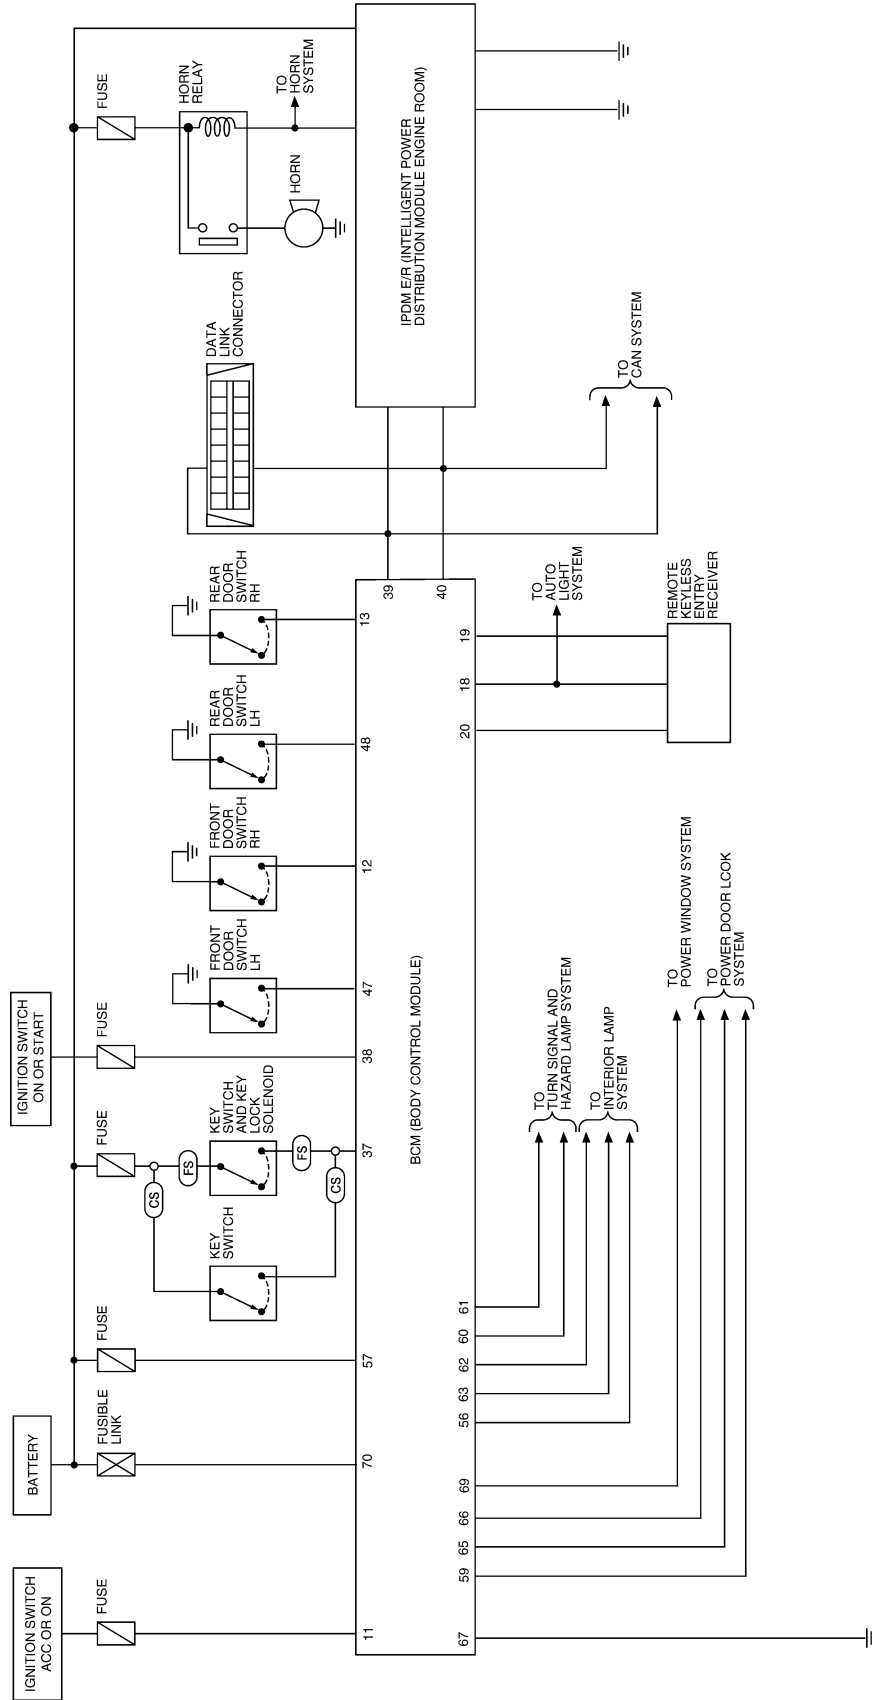 IGNITION SWITCH
ACC OR ON
BATTERY
IGNITION SWITCH
ON OR START
FUSE
FUSIBLE
LINK
FUSE
FUSE
FUSE
FUSE
CS
FS
KEY
SWITCH
KEY
SWITCH
AND KEY
LOCK
SOLENOID
FS
CS
FRONT
DOOR
SWITCH
LH
FRONT
DOOR
SWITCH
RH
REAR
DOOR
SWITCH
LH
REAR
DOOR
SWITCH
RH
DATA
LINK
CONNECTOR
HORN
RELAY
HORN
TO
HORN
SYSTEM
11
70
57
37
38
47
12
48
13
39
40
BCM (BODY CONTROL MODULE)
IPDM E/R (INTELLIGENT POWER
DISTRIBUTION MODULE ENGINE ROOM)
67
59
65
66
69
56
63
62
60
61
20
18
19
TO
TURN SIGNAL AND
HAZARD LAMP SYSTEM
TO
INTERIOR LAMP
SYSTEM
TO
POWER WINDOW SYSTEM
TO
POWER DOOR LCOK
SYSTEM
TO
AUTO
LIGHT
SYSTEM
REMOTE
KEYLESS
ENTRY
RECEIVER
TO
CAN SYSTEM